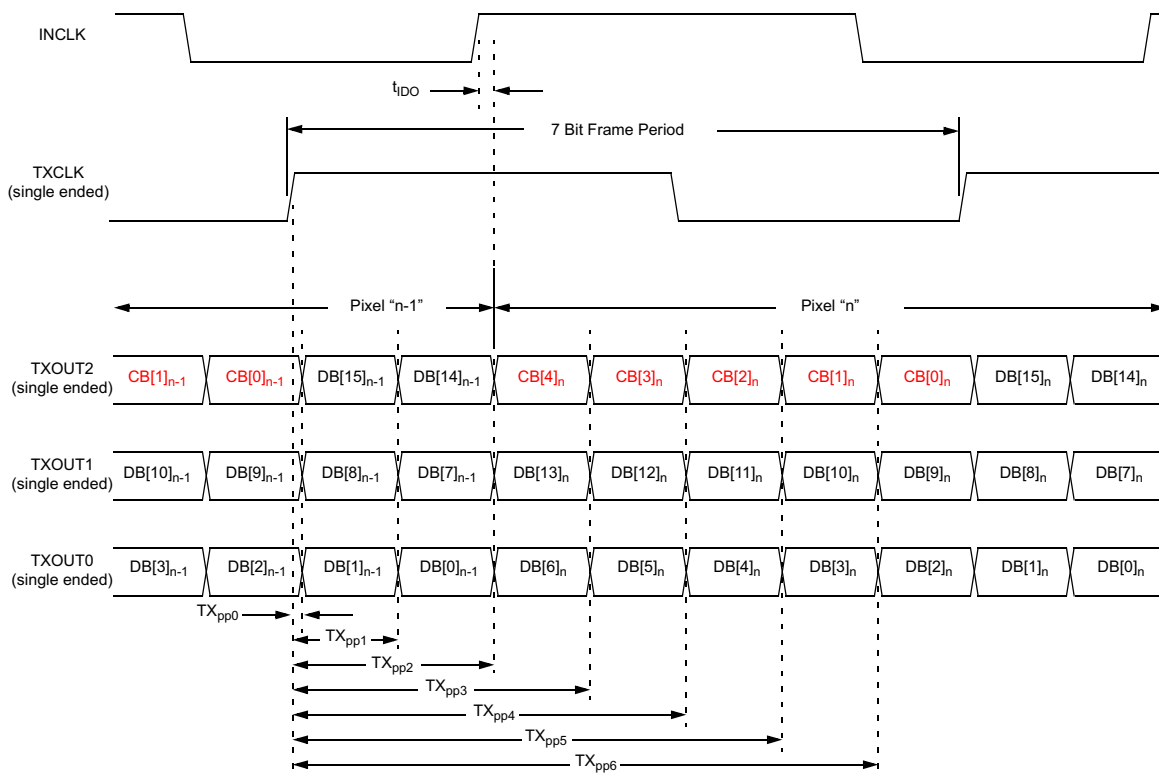 INCLK
tIDO
7 Bit Frame Period
TXCLK
(single ended)
Pixel “n-1” Pixel “n”
TXOUT2
(single ended)
CB[1]n-1 CB[0]n-1 DB[15]n-1 DB[14]n-1 CB[4]n CB[3]n CB[2]n CB[1]n CB[0]n DB[15]n DB[14]n
TXOUT1
(single ended)
DB[10]n-1 DB[9]n-1 DB[8]n-1 DB[7]n-1 DB[13]n DB[12]n DB[11]n DB[10]n DB[9]n DB[8]n DB[7]n
TXOUT0
(single ended)
DB[3]n-1 DB[2]n-1 DB[1]n-1 DB[0]n-1 DB[6]n DB[5]n DB[4]n DB[3]n DB[2]n DB[1]n DB[0]n
TXpp0
TXpp1
TXpp2
TXpp3
TXpp4
TXpp5
TXpp6